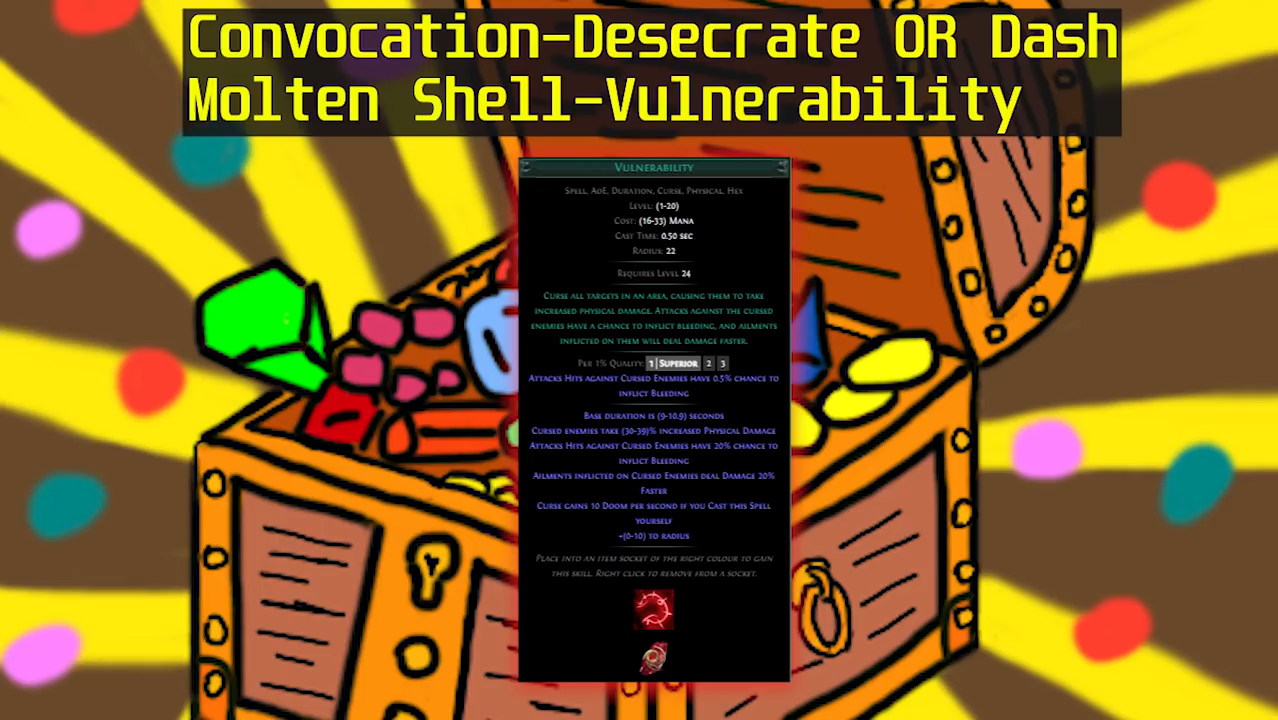 Convocation-Desecrate OR Dash
Molten Shell-Vulnerability
Vulnerability
Spell, AoE, Duration, Curse, Physical, Hex
Level: (1-20)
Cost: (16-33) Mana
Cast Time: 0.50 sec
Radius: 22
Requires Level 24
Curse all targets in an area, causing them to take
increased physical damage. Attacks against the cursed
enemies have a chance to inflict bleeding, and ailments
inflicted on them will deal damage faster.
Per 1% Quality: 1 Superior 2 3
Attacks Hits against Cursed Enemies have 0.5% chance to
inflict Bleeding
Base duration is (9-10.9) seconds
Cursed enemies take (30-39)% increased Physical Damage
Attacks Hits against Cursed Enemies have 20% chance to
inflict Bleeding
Ailments inflicted on Cursed Enemies deal Damage 20%
Faster
Curse gains 10 Doom per second if you Cast this Spell
yourself
+(0-10) to radius
Place into an item socket of the right colour to gain
this skill. Right click to remove from a socket.